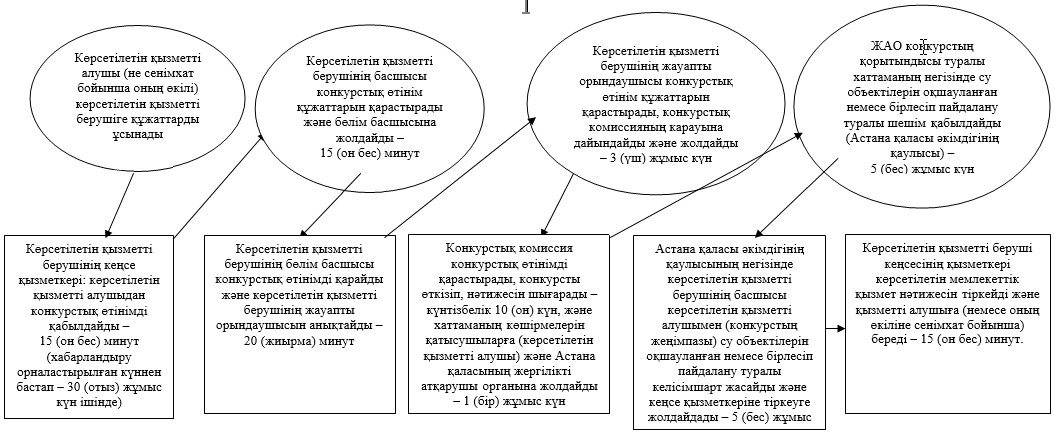 Көрсетілетін қызметті
алушы (не сенімхат
бойынша оның өкілі)
көрсетілетін қызметті
берушіге құжаттарды
ұсынады
Көрсетілетін қызметті
берушінің кеңсе
қызметкері: көрсетілетін
қызметті алушыдан
конкурстық өтінімді
қабылдайды –
15 (он бес) минут
(хабарландыру
орналастырылған күннен
бастап – 30 (отыз) жұмыс
күн ішінде)
Көрсетілетін қызметті
берушінің басшысы
конкурстық өтінім
құжаттарын қарастырады
және бөлім басшысына
жолдайды –
15 (он бес) минут
Көрсетілетін қызметті
берушінің бөлім басшысы
конкурстық өтінімді қарайды
және көрсетілетін қызметті
берушінің жауапты
орындаушысын анықтайды –
20 (жиырма) минут
Көрсетілетін қызметті
берушінің жауапты
орындаушысы конкурстық
өтінім құжаттарын
қарастырады, конкурстық
комиссияның карауына
дайындайды және жолдайды
– 3 (үш) жұмыс күн
Конкурстық комиссия
конкурстық өтінімді
қарастырады, конкурсты
өткізіп, нәтижесін шығарады –
күнтізбелік 10 (он) күн, және
хаттаманың көшірмелерін
қатысушыларға (көрсетілетін
қызметті алушы) және Астана
қаласының жергілікті
атқарушы органына жолдайды
– 1 (бір) жұмыс күн
ЖАО конкурстың
қорытындысы туралы
хаттаманың негізінде су
объектілерін оқшауланған
немесе бірлесіп пайдалану
туралы шешім қабылдайды
(Астана қаласы әкімдігінің
қаулысы) –
5 (бес) жұмыс күн
Астана қаласы әкімдігінің
қаулысының негізінде
көрсетілетін қызметті
берушінің басшысы
көрсетілетін қызметті
алушымен (конкурстың
жеңімпазы) су объектілерін
оқшауланған немесе бірлесіп
пайдалану туралы
келісімшарт жасайды және
кеңсе қызметкеріне тіркеуге
жолдайдады – 5 (бес) жұмыс
Көрсетілетін қызметті беруші
кеңсесінің қызметкері
көрсетілетін мемлекеттік
қызмет нәтижесін тіркейді және
қызметті алушыға (немесе оның
өкіліне сенімхат бойынша)
береді – 15 (он бес) минут.